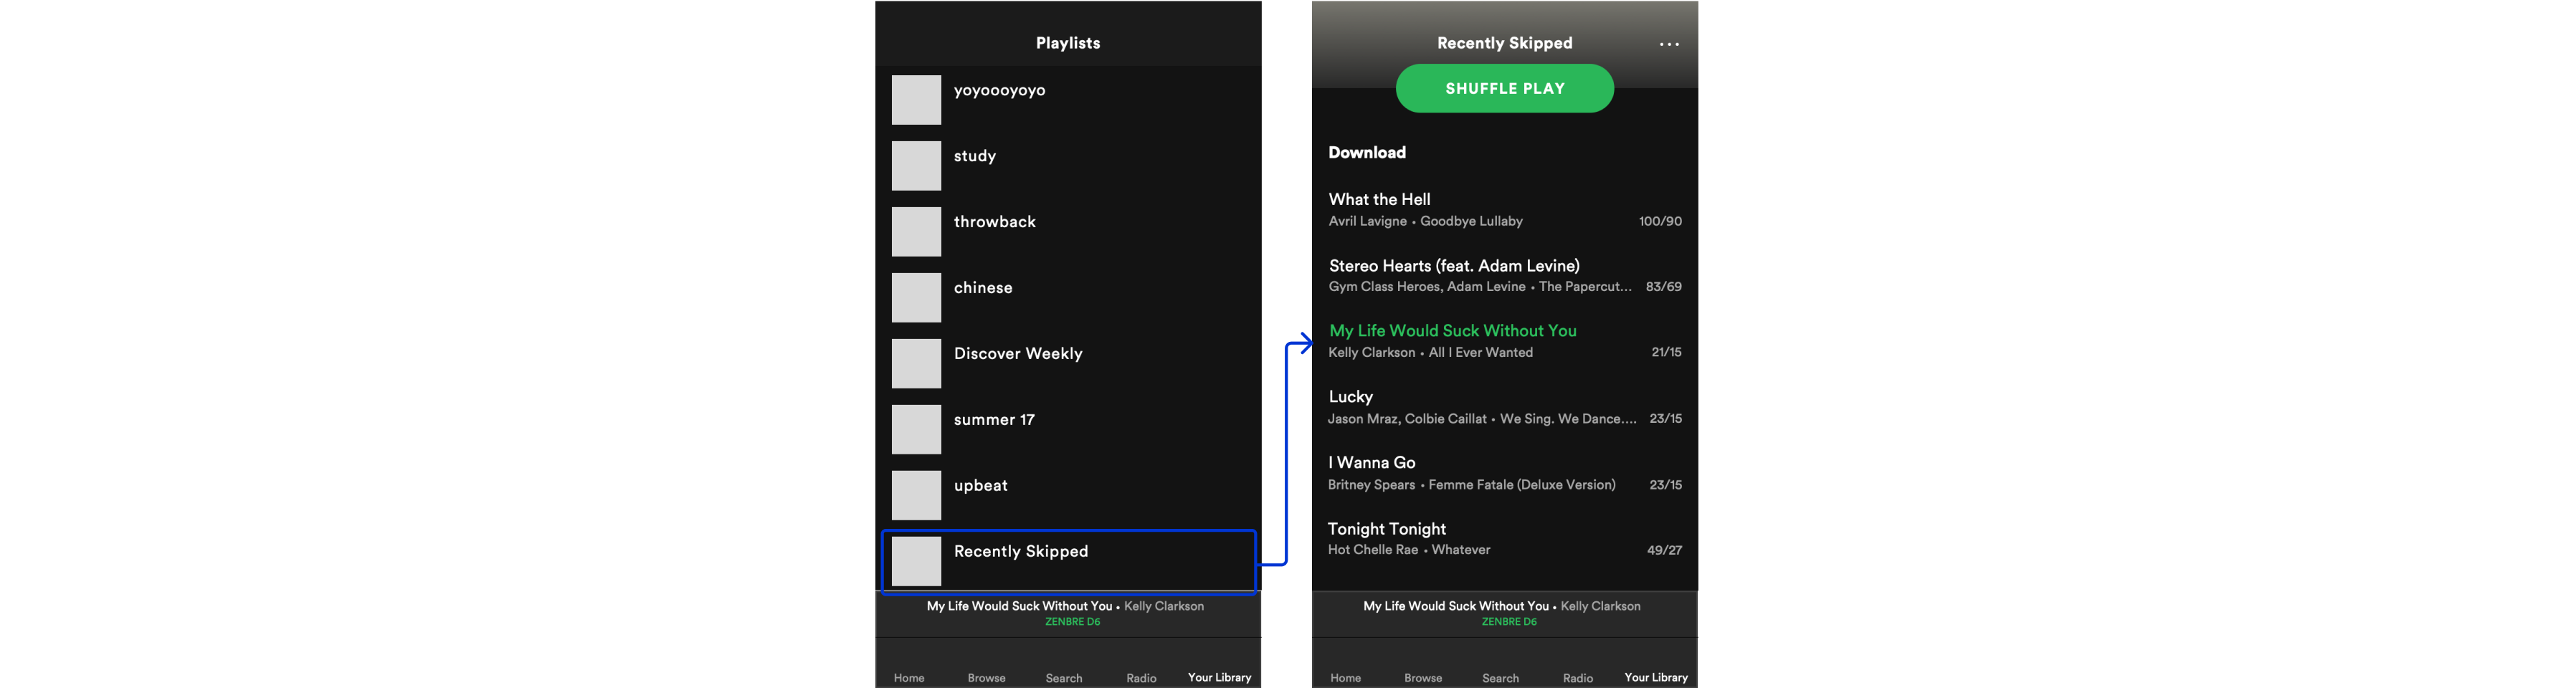 Playlists
yoyoooyoyo
study
throwback
chinese
Discover Weekly
summer 17
upbeat
Recently Skipped
My Life Would Suck Without You • Kelly Clarkson
ZENBRE D6
Home Browse Search Radio Your Library
Recently Skipped ...
SHUFFLE PLAY
Download
What the Hell
Avril Lavigne • Goodbye Lullaby 100/90
Stereo Hearts (feat. Adam Levine)
Gym Class Heroes, Adam Levine • The Papercut... 83/69
My Life Would Suck Without You
Kelly Clarkson • All I Ever Wanted 21/15
Lucky
Jason Mraz, Colbie Caillat • We Sing. We Dance.... 23/15
I Wanna Go
Britney Spears • Femme Fatale (Deluxe Version) 23/15
Tonight Tonight
Hot Chelle Rae • Whatever 49/27
My Life Would Suck Without You • Kelly Clarkson
ZENBRE D6
Home Browse Search Radio Your Library